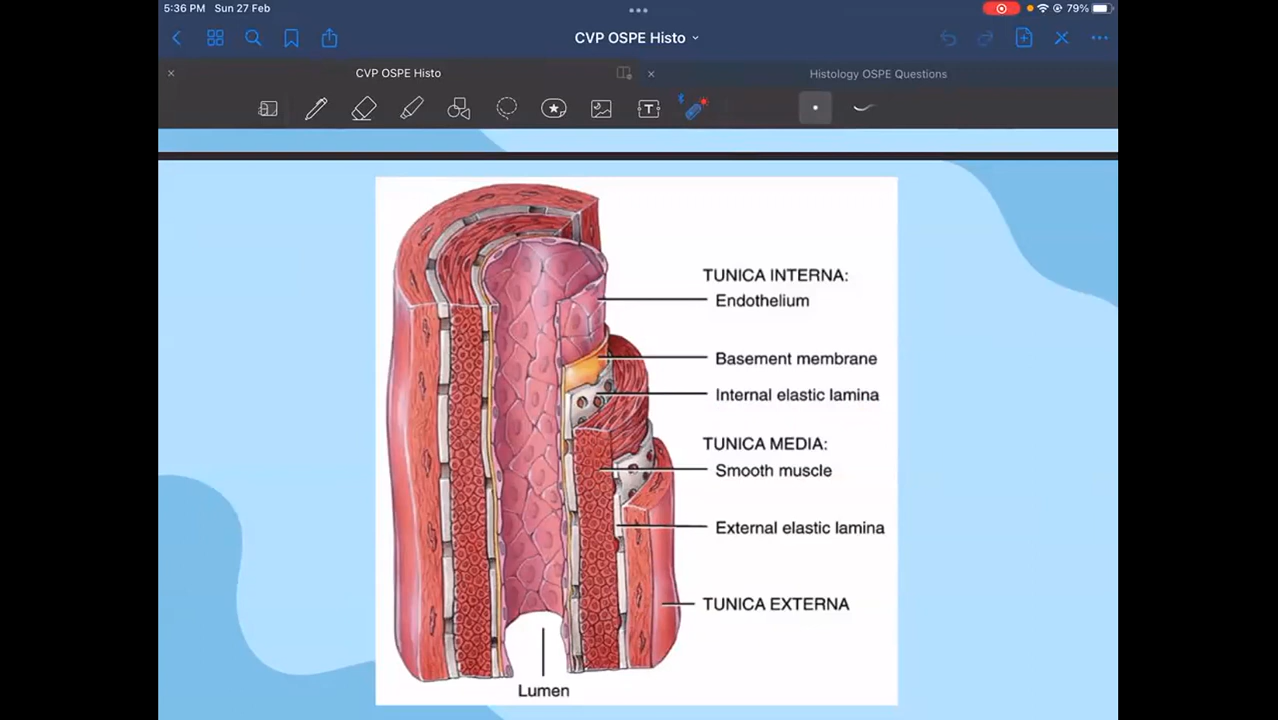 5:36 PM Sun 27 Feb
79%
CVP OSPE Histo
CVP OSPE Histo
Histology OSPE Questions
TUNICA INTERNA:
Endothelium
Basement membrane
Internal elastic lamina
TUNICA MEDIA:
Smooth muscle
External elastic lamina
TUNICA EXTERNA
Lumen